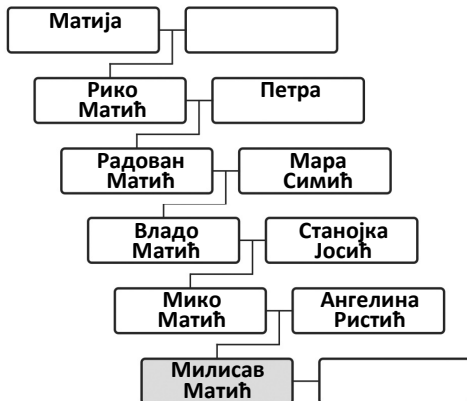 Матија
Рико
Матић
Петра
Радован
Матић
Мара
Симић
Владо
Матић
Станојка
Јосић
Мико
Матић
Ангелина
Ристић
Милисав
Матић